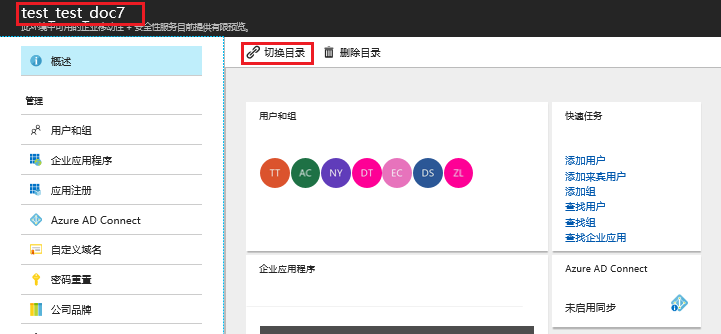 test_test_doc7
此环境中可用的企业移动性 + 安全性服务目前提供有限预览。
概述
管理
用户和组
企业应用程序
应用注册
Azure AD Connect
自定义域名
密码重置
公司品牌
切换目录
删除目录
用户和组
TT AC NY DT EC DS ZL
企业应用程序
快速任务
添加用户
添加来宾用户
添加组
查找用户
查找组
查找企业应用
Azure AD Connect
未启用同步